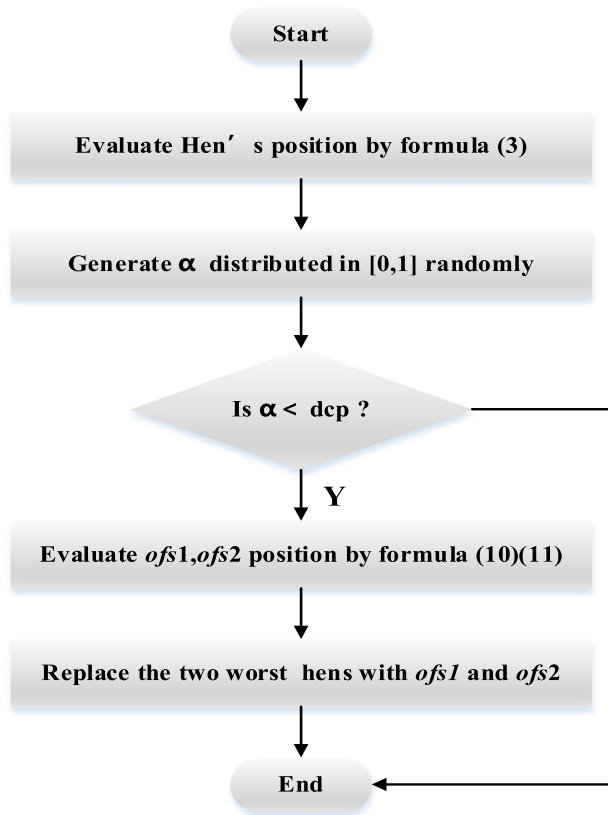 Start
Evaluate Hen′ s position by formula (3)
Generate α distributed in [0,1] randomly
Is α < dcp ?
Y
Evaluate ofs1,ofs2 position by formula (10)(11)
Replace the two worst hens with ofs1 and ofs2
End